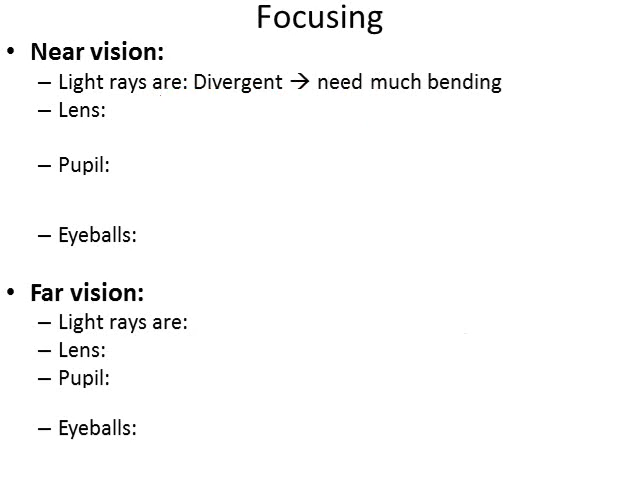 Focusing
• Near vision:
– Light rays are: Divergent → need much bending
– Lens:
– Pupil:
– Eyeballs:
• Far vision:
– Light rays are:
– Lens:
– Pupil:
– Eyeballs: